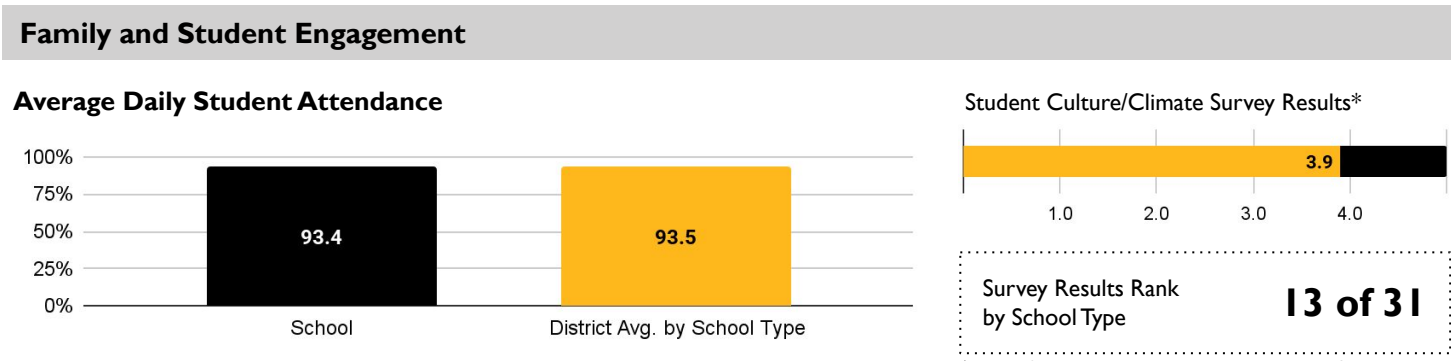 Family and Student Engagement
Average Daily Student Attendance
100%
75%
50%
25%
0%
93.4
93.5
School
District Avg. by School Type
Student Culture/Climate Survey Results*
3.9
1.0 2.0 3.0 4.0
Survey Results Rank
by School Type
13 of 31